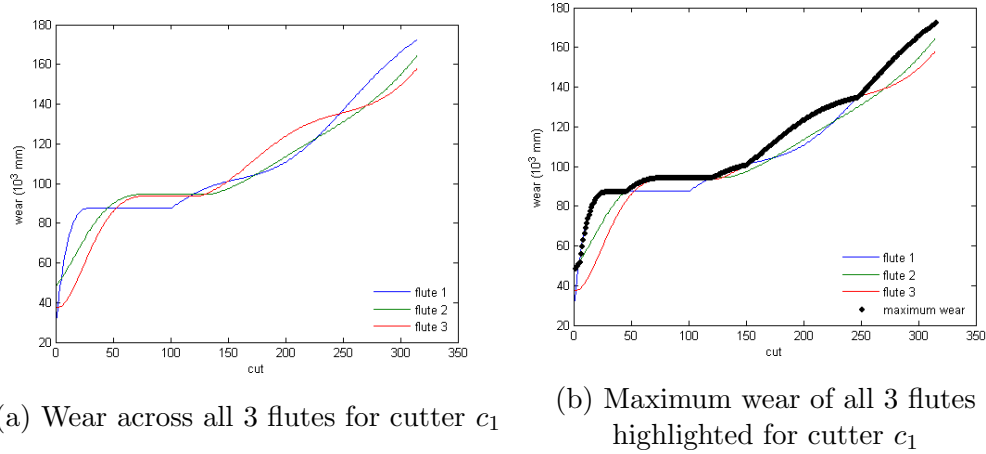 180
160
140
120
100
80
60
40
20
0
50
100
150
200
250
300
350
wear (10³ mm)
cut
flute 1
flute 2
flute 3
(a) Wear across all 3 flutes for cutter c₁
180
160
140
120
100
80
60
40
20
0
50
100
150
200
250
300
350
wear (10³ mm)
cut
flute 1
flute 2
flute 3
maximum wear
(b) Maximum wear of all 3 flutes
highlighted for cutter c₁